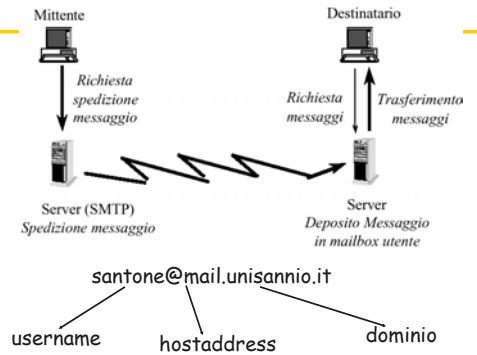 Mittente
Destinatario
Richiesta
spedizione
messaggio
Richiesta
messaggi
Trasferimento
messaggi
Server (SMTP)
Spedizione messaggio
Server
Deposito Messaggio
in mailbox utente
santone@mail.unisannio.it
username
hostaddress
dominio